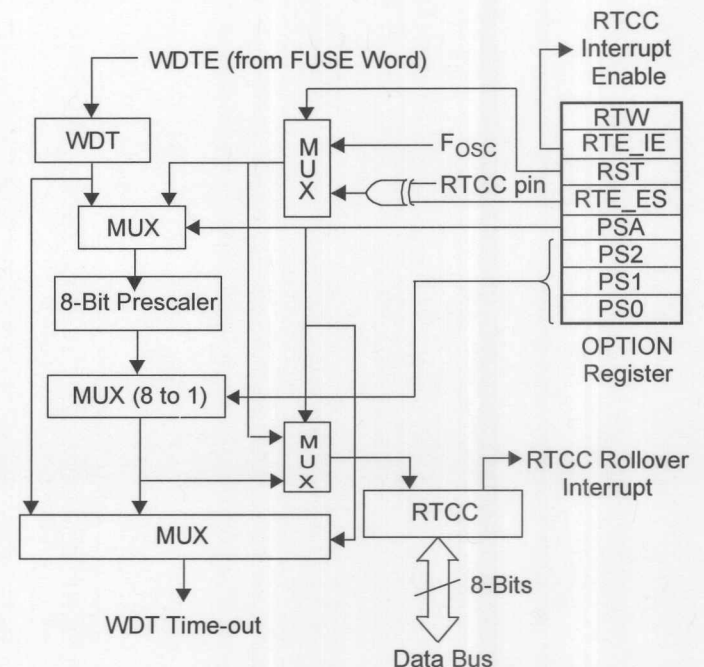 RTCC
Interrupt
Enable
WDTE (from FUSE Word)
WDT
MUX
FOSC
RTCC pin
RTW
RTE_IE
RST
RTE_ES
PSA
PS2
PS1
PS0
OPTION
Register
MUX
8-Bit Prescaler
MUX (8 to 1)
MUX
RTCC Rollover
Interrupt
RTCC
MUX
8-Bits
WDT Time-out
Data Bus